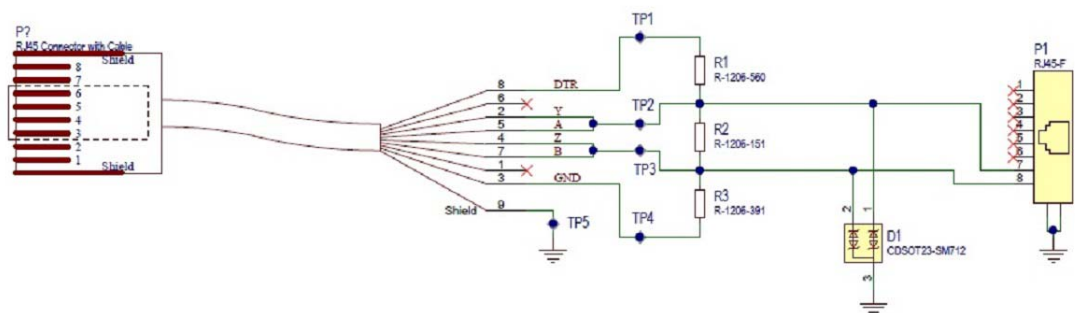 P?
RJ45 Connector with Cable
Shield
8
7
6
5
4
3
2
1
Shield
8 DTR
6
2 Y
5 A
4 Z
7 B
1
3 GND
Shield 9
TP1
TP2
TP3
TP4
TP5
R1
R-1206-560
R2
R-1206-151
R3
R-1206-391
2
1
D1
CDSOT23-SM712
3
P1
RJ45-F
1
2
3
4
5
6
7
8